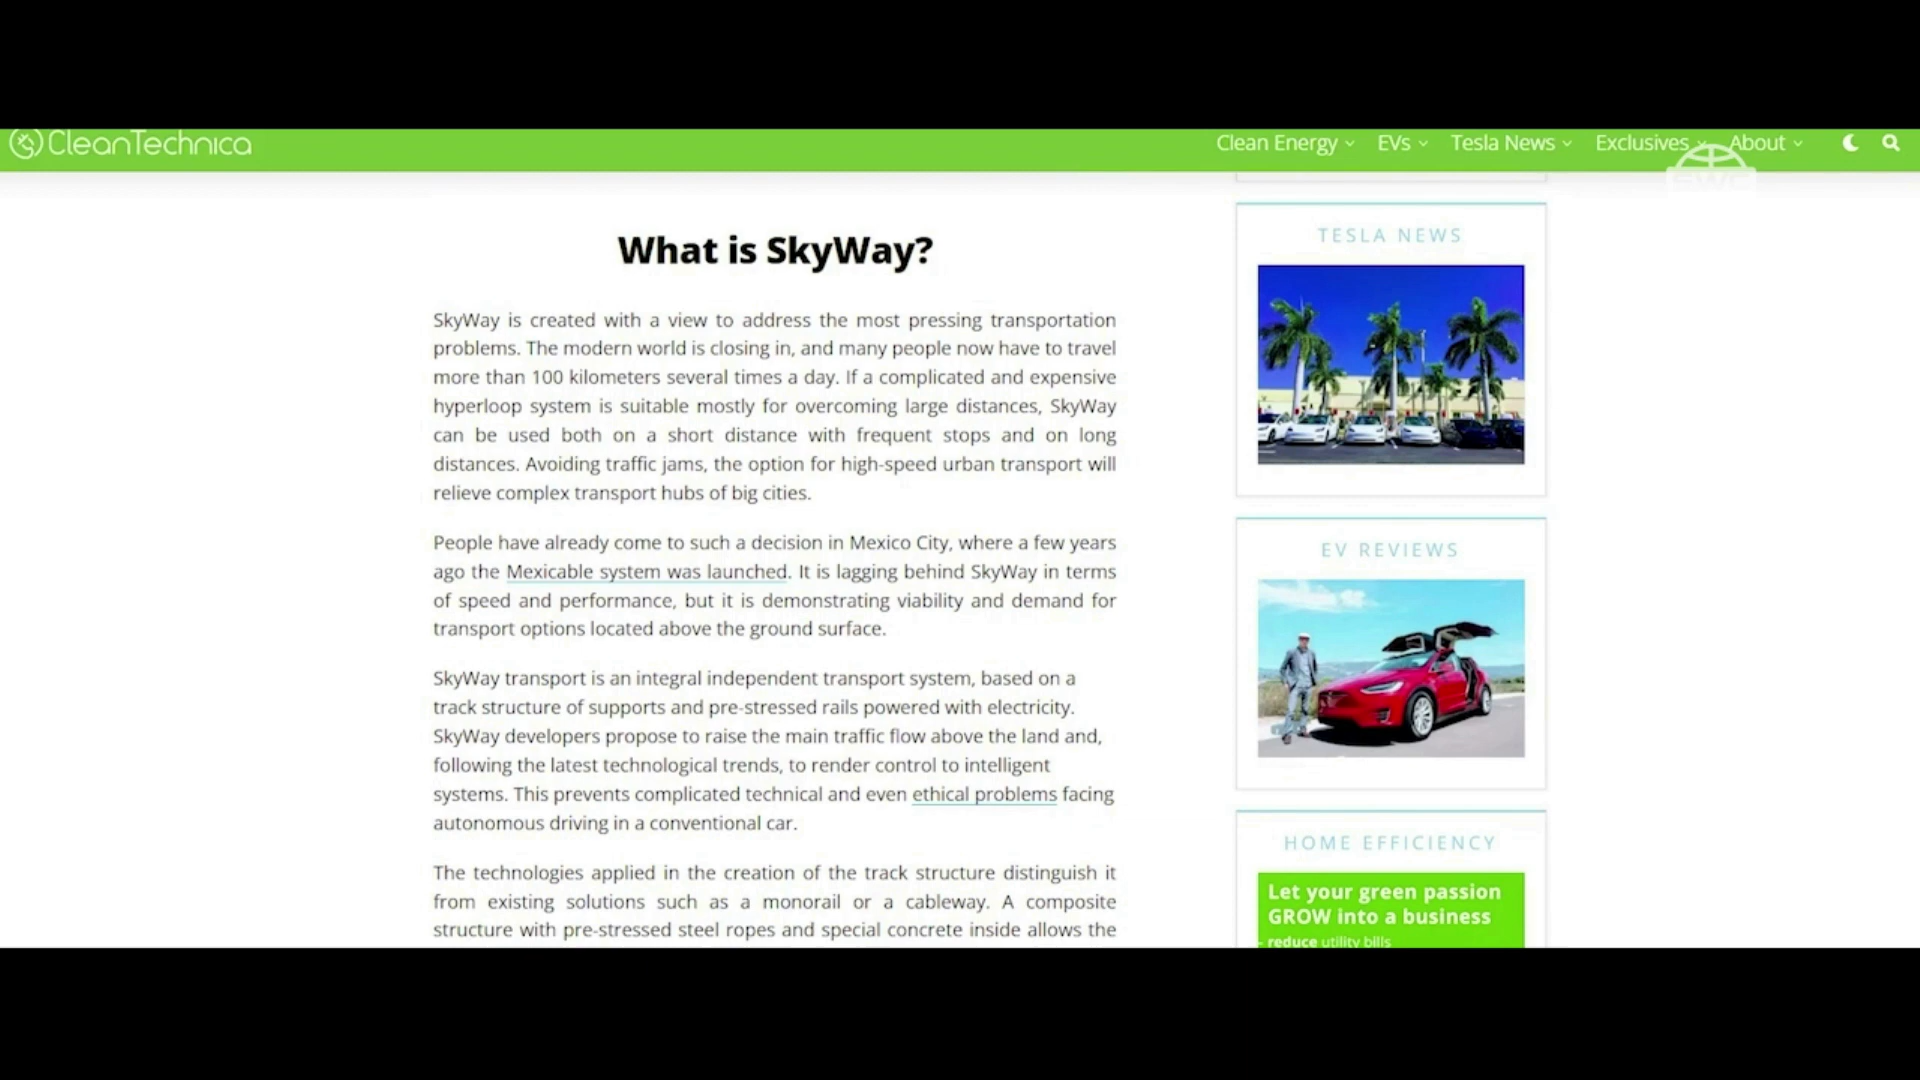 CleanTechnica
Clean Energy
EVs
Tesla News
Exclusives
About
What is SkyWay?
SkyWay is created with a view to address the most pressing transportation
problems. The modern world is closing in, and many people now have to travel
more than 100 kilometers several times a day. If a complicated and expensive
hyperloop system is suitable mostly for overcoming large distances, SkyWay
can be used both on a short distance with frequent stops and on long
distances. Avoiding traffic jams, the option for high-speed urban transport will
relieve complex transport hubs of big cities.
People have already come to such a decision in Mexico City, where a few years
ago the Mexicable system was launched. It is lagging behind SkyWay in terms
of speed and performance, but it is demonstrating viability and demand for
transport options located above the ground surface.
SkyWay transport is an integral independent transport system, based on a
track structure of supports and pre-stressed rails powered with electricity.
SkyWay developers propose to raise the main traffic flow above the land and,
following the latest technological trends, to render control to intelligent
systems. This prevents complicated technical and even ethical problems facing
autonomous driving in a conventional car.
The technologies applied in the creation of the track structure distinguish it
from existing solutions such as a monorail or a cableway. A composite
structure with pre-stressed steel ropes and special concrete inside allows the
TESLA NEWS
EV REVIEWS
HOME EFFICIENCY
Let your green passion
GROW into a business
- reduce utility bills